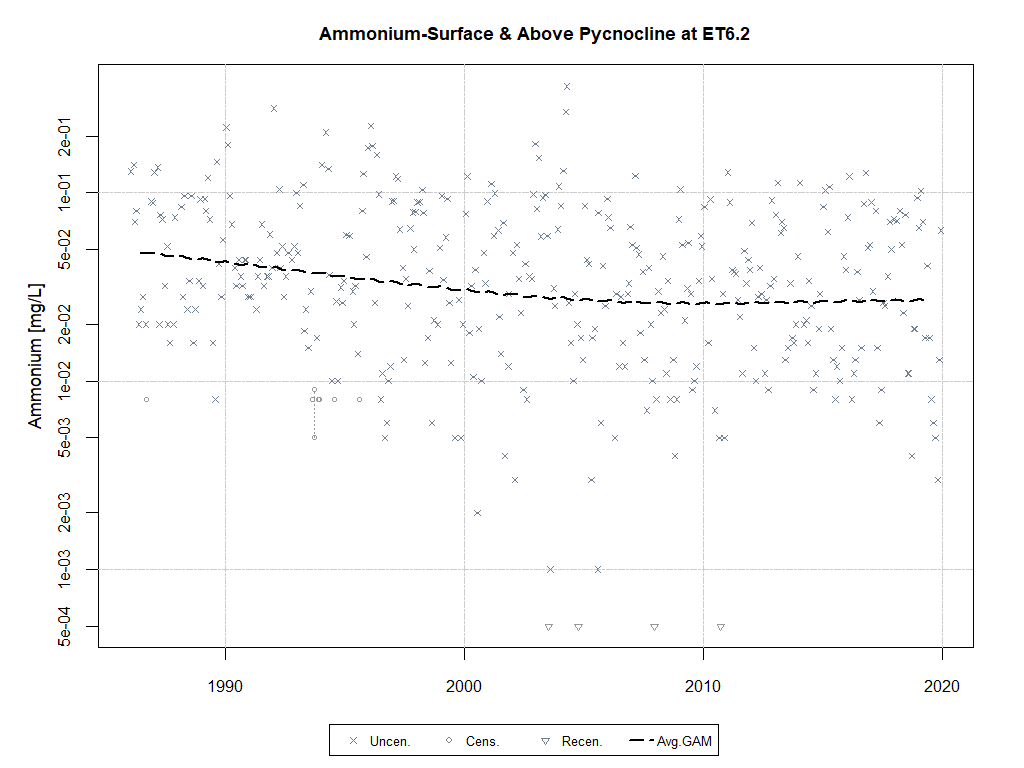 Ammonium-Surface & Above Pycnocline at ET6.2
Ammonium [mg/L]
2e-01
1e-01
5e-02
2e-02
1e-02
5e-03
2e-03
1e-03
5e-04
1990 2000 2010 2020
Uncen. Cens. Recen. Avg.GAM